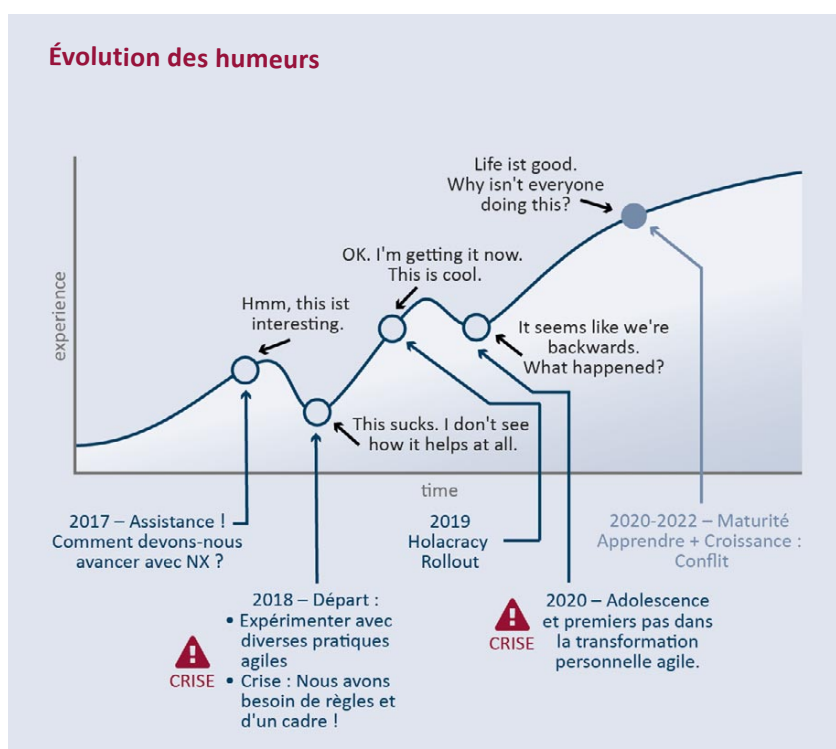 Évolution des humeurs
Life ist good.
Why isn't everyone
doing this?
OK. I'm getting it now.
This is cool.
Hmm, this ist
interesting.
It seems like we're
backwards.
What happened?
This sucks. I don't see
how it helps at all.
experience
time
2017 – Assistance !
Comment devons-nous
avancer avec NX ?
2019
Holacracy
Rollout
2020-2022 – Maturité
Apprendre + Croissance :
Conflit
2018 – Départ :
• Expérimenter avec
diverses pratiques
agiles
• Crise : Nous avons
besoin de règles et
d'un cadre !
CRISE
2020 – Adolescence
et premiers pas dans
la transformation
personnelle agile.
CRISE